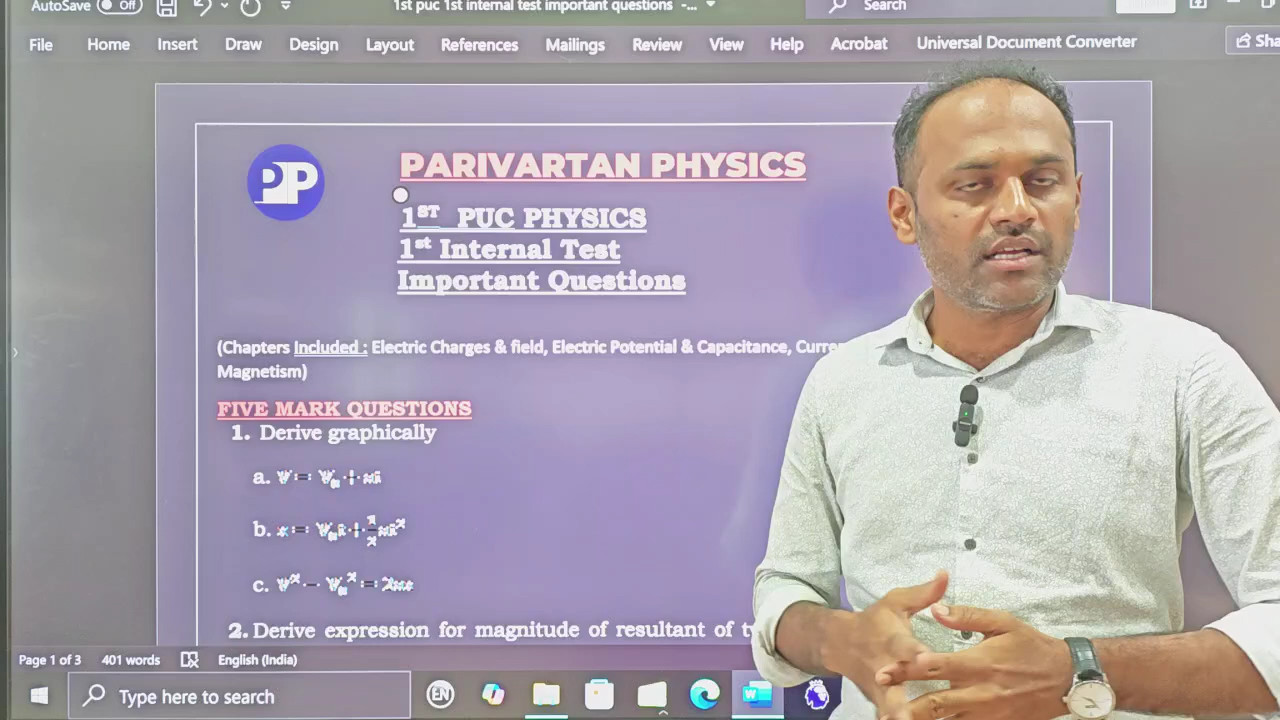 AutoSave Off 1st puc 1st internal test important questions -... Search
File Home Insert Draw Design Layout References Mailings Review View Help Acrobat Universal Document Converter Sha
PP
PARIVARTAN PHYSICS
1ST PUC PHYSICS
1st Internal Test
Important Questions
(Chapters Included : Electric Charges & field, Electric Potential & Capacitance, Curre
Magnetism)
FIVE MARK QUESTIONS
1. Derive graphically
a.
b.
c.
2. Derive expression for magnitude of resultant of
Page 1 of 3 401 words English (India)
Type here to search EN